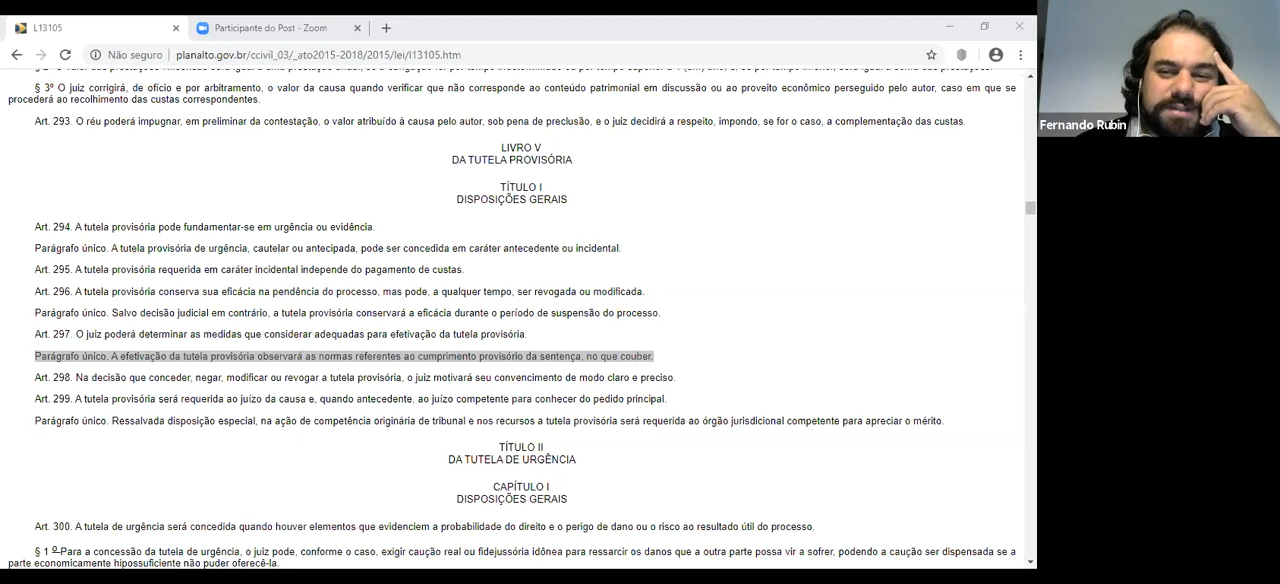 L13105
Participante do Post - Zoom
Não seguro
planalto.gov.br/ccivil_03/_ato2015-2018/2015/lei/l13105.htm
§ 3º O juiz corrigirá, de ofício e por arbitramento, o valor da causa quando verificar que não corresponde ao conteúdo patrimonial em discussão ou ao proveito econômico perseguido pelo autor, caso em que se
procederá ao recolhimento das custas correspondentes.
Art. 293. O réu poderá impugnar, em preliminar da contestação, o valor atribuído à causa pelo autor, sob pena de preclusão, e o juiz decidirá a respeito, impondo, se for o caso, a complementação das custas.
LIVRO V
DA TUTELA PROVISÓRIA
TÍTULO I
DISPOSIÇÕES GERAIS
Art. 294. A tutela provisória pode fundamentar-se em urgência ou evidência.
Parágrafo único. A tutela provisória de urgência, cautelar ou antecipada, pode ser concedida em caráter antecedente ou incidental.
Art. 295. A tutela provisória requerida em caráter incidental independe do pagamento de custas.
Art. 296. A tutela provisória conserva sua eficácia na pendência do processo, mas pode, a qualquer tempo, ser revogada ou modificada.
Parágrafo único. Salvo decisão judicial em contrário, a tutela provisória conservará a eficácia durante o período de suspensão do processo.
Art. 297. O juiz poderá determinar as medidas que considerar adequadas para efetivação da tutela provisória.
Parágrafo único. A efetivação da tutela provisória observará as normas referentes ao cumprimento provisório da sentença, no que couber.
Art. 298. Na decisão que conceder, negar, modificar ou revogar a tutela provisória, o juiz motivará seu convencimento de modo claro e preciso.
Art. 299. A tutela provisória será requerida ao juízo da causa e, quando antecedente, ao juízo competente para conhecer do pedido principal.
Parágrafo único. Ressalvada disposição especial, na ação de competência originária de tribunal e nos recursos a tutela provisória será requerida ao órgão jurisdicional competente para apreciar o mérito.
TÍTULO II
DA TUTELA DE URGÊNCIA
CAPÍTULO I
DISPOSIÇÕES GERAIS
Art. 300. A tutela de urgência será concedida quando houver elementos que evidenciem a probabilidade do direito e o perigo de dano ou o risco ao resultado útil do processo.
§ 1 º Para a concessão da tutela de urgência, o juiz pode, conforme o caso, exigir caução real ou fidejussória idônea para ressarcir os danos que a outra parte possa vir a sofrer, podendo a caução ser dispensada se a
parte economicamente hipossuficiente não puder oferecê-la.
Fernando Rubin